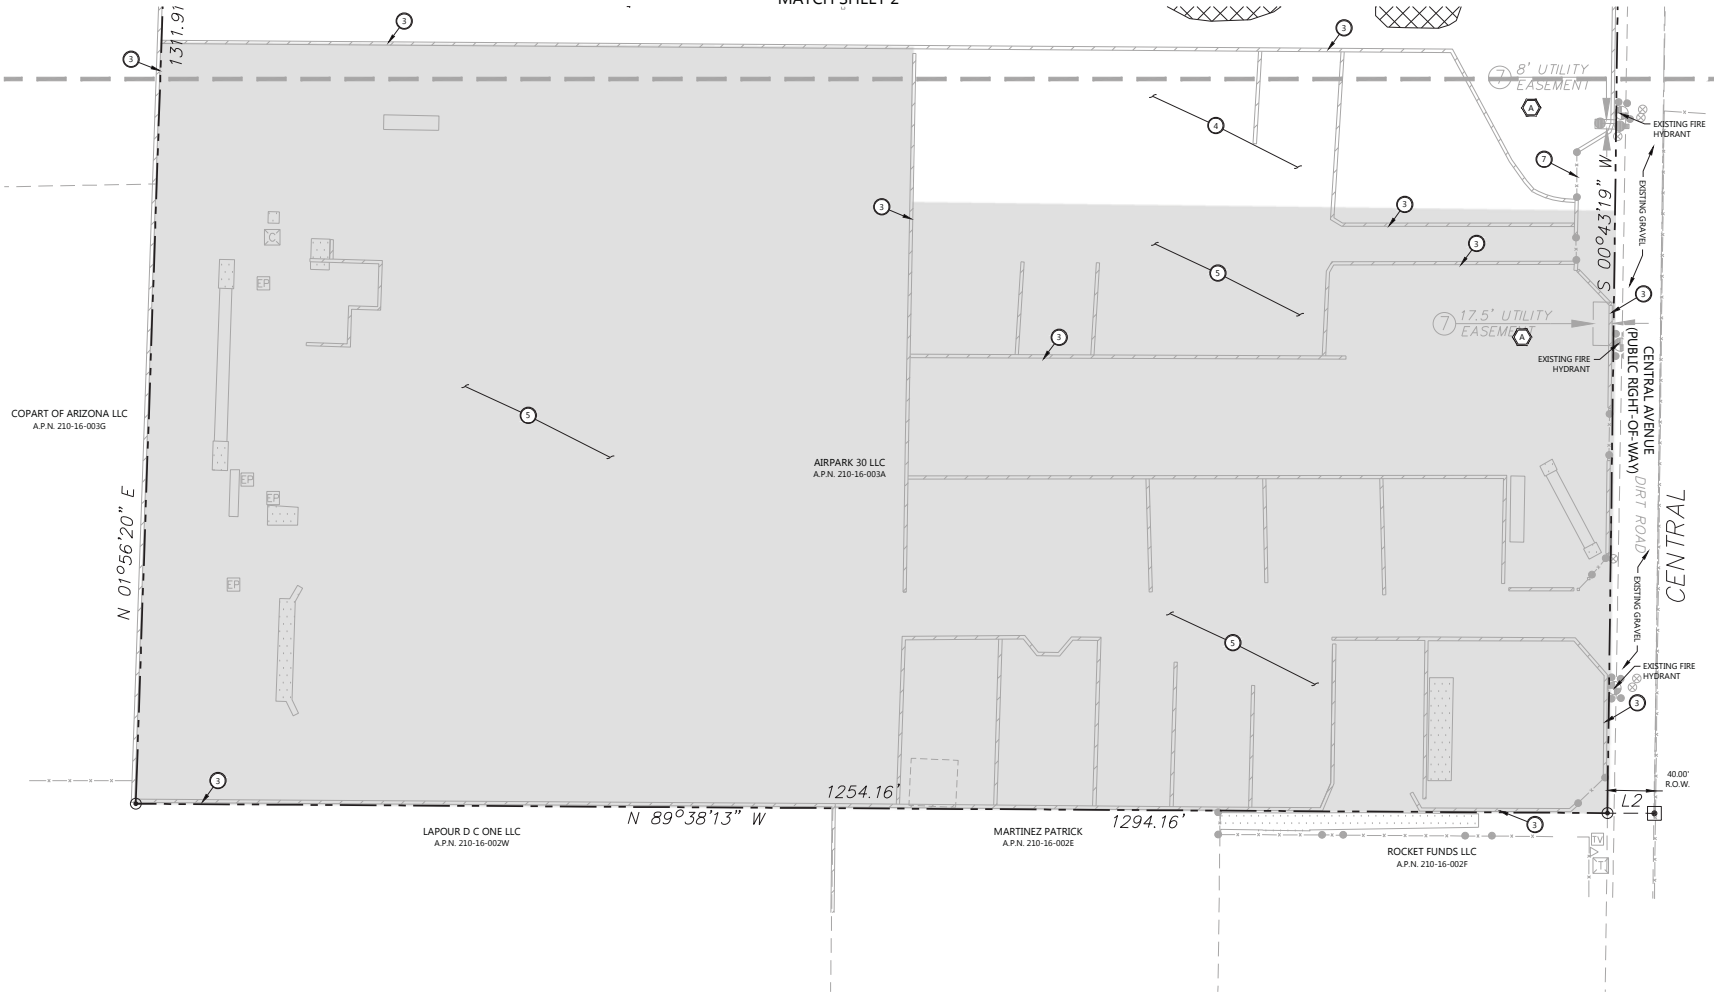 MATCH SHEET 2
1311.91
3
3
3
7 8' UTILITY
EASEMENT
A
EXISTING FIRE
HYDRANT
4
7
S 00°43'19" W
EXISTING GRAVEL
3
3
3
5
C
EP
3
7 17.5' UTILITY
EASEMENT
A
3
EXISTING FIRE
HYDRANT
CENTRAL AVENUE
(PUBLIC RIGHT-OF-WAY)
COPART OF ARIZONA LLC
A.P.N. 210-16-003G
5
AIRPARK 30 LLC
A.P.N. 210-16-003A
EP
EP
DIRT ROAD
CENTRAL
N 01°56'20" E
EP
EXISTING GRAVEL
5
EXISTING FIRE
HYDRANT
3
3
40.00'
R.O.W.
L2
1254.16'
N 89°38'13" W
1294.16'
3
LAPOUR D C ONE LLC
A.P.N. 210-16-002W
MARTINEZ PATRICK
A.P.N. 210-16-002E
ROCKET FUNDS LLC
A.P.N. 210-16-002F
TV
T